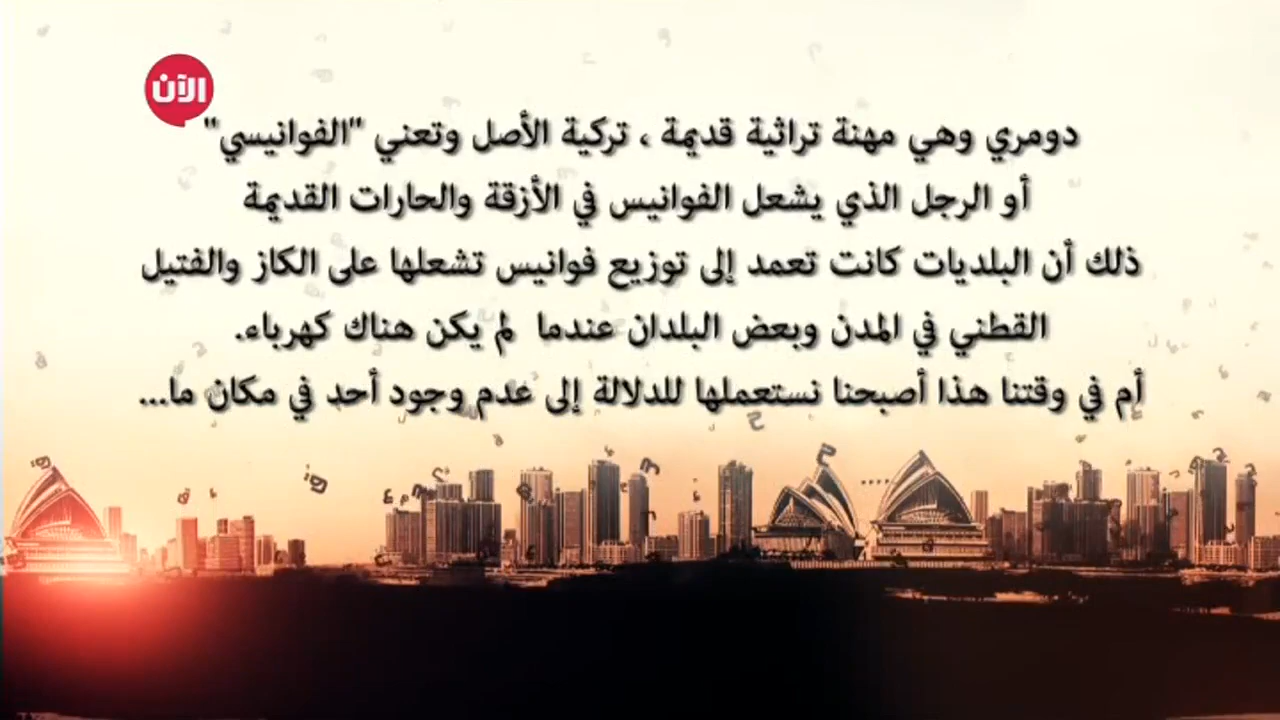 الآن
دومري وهي مهنة تراثية قديمة ، تركية الأصل وتعني "الفوانيسي"
أو الرجل الذي يشعل الفوانيس في الأزقة والحارات القديمة
ذلك أن البلديات كانت تعمد إلى توزيع فوانيس تشعلها على الكاز والفتيل
القطني في المدن وبعض البلدان عندما لم يكن هناك كهرباء.
أم في وقتنا هذا أصبحنا نستعملها للدلالة إلى عدم وجود أحد في مكان ما...